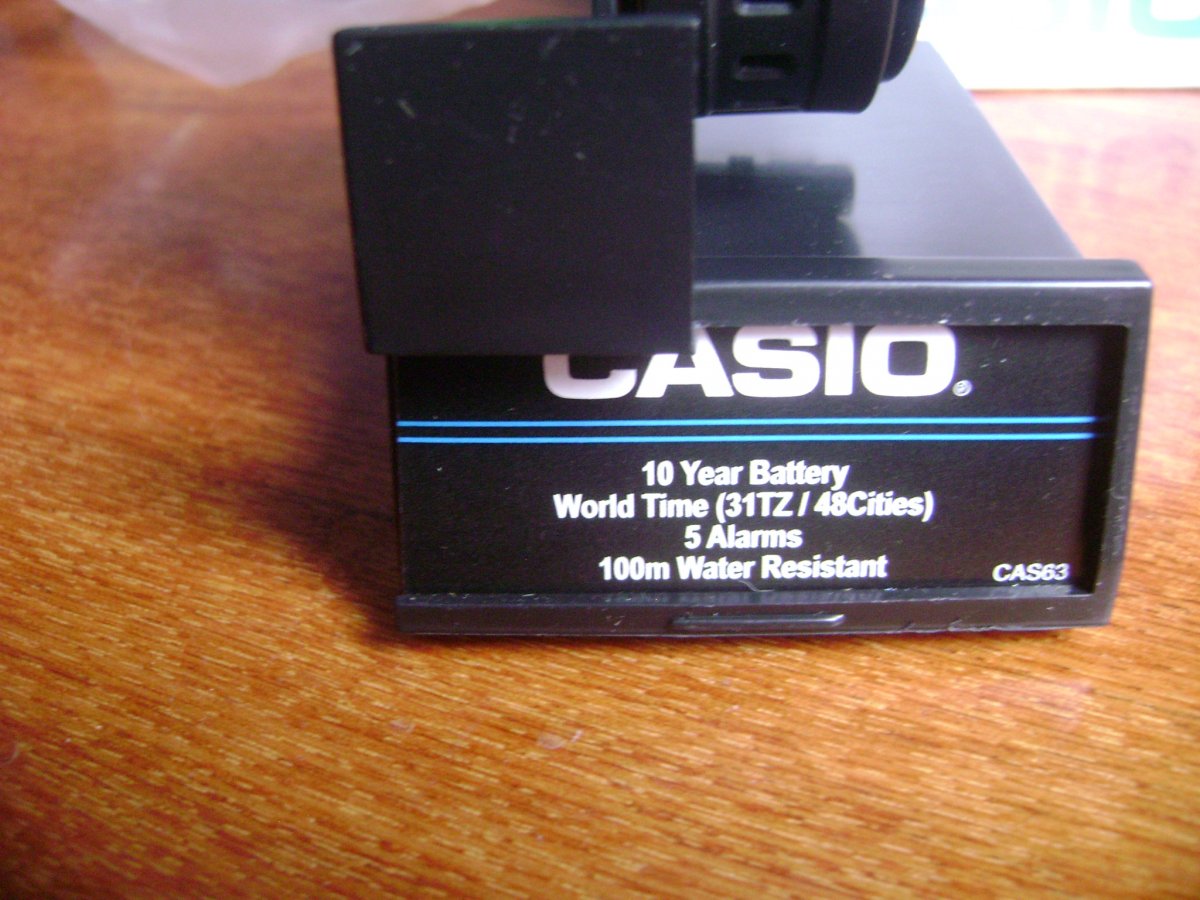 CASIO®
10 Year Battery
World Time (31TZ / 48Cities)
5 Alarms
100m Water Resistant
CAS63